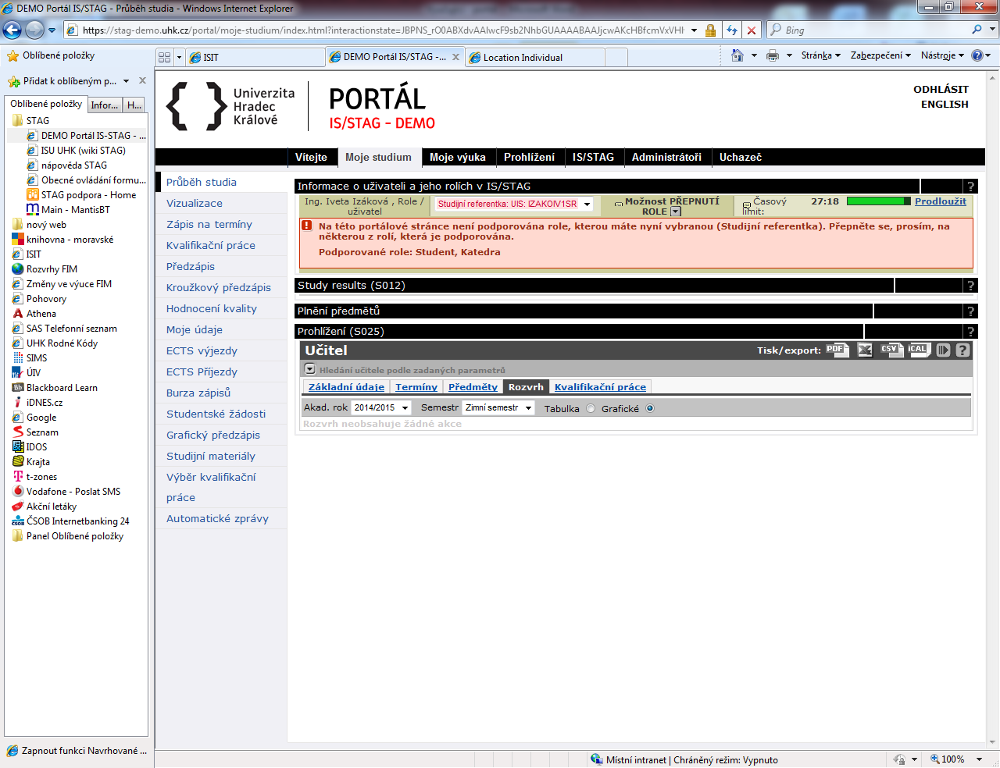 DEMO Portál IS/STAG - Průběh studia - Windows Internet Explorer
https://stag-demo.uhk.cz/portal/moje-studium/index.html?interactionstate=JBPNS_rO0ABXdvAAlwcF9sb2NhbGUAAAABAAJjcwAKcHBfcmVxVHl
Bing
Oblíbené položky
ISIT
DEMO Portál IS/STAG -...
Location Individual
Stránka
Zabezpečení
Nástroje
Přidat k oblíbeným p...
Oblíbené položky
Infor...
H...
STAG
DEMO Portál IS-STAG - ...
ISU UHK (wiki STAG)
nápověda STAG
Obecné ovládání formu...
STAG podpora - Home
Main - MantisBT
nový web
knihovna - moravské
ISIT
Rozvrhy FIM
Změny ve výuce FIM
Pohovory
Athena
SAS Telefonní seznam
UHK Rodné Kódy
SIMS
ÚIV
Blackboard Learn
iDNES.cz
Google
Seznam
IDOS
Krajta
t-zones
Vodafone - Poslat SMS
Akční letáky
ČSOB Internetbanking 24
Panel Oblíbené položky
Zapnout funkci Navrhované ...
Univerzita
Hradec
Králové
PORTÁL
IS/STAG - DEMO
ODHLÁSIT
ENGLISH
Vítejte
Moje studium
Moje výuka
Prohlížení
IS/STAG
Administrátoři
Uchazeč
Průběh studia
Vizualizace
Zápis na termíny
Kvalifikační práce
Předzápis
Kroužkový předzápis
Hodnocení kvality
Moje údaje
ECTS výjezdy
ECTS Příjezdy
Burza zápisů
Studentské žádosti
Grafický předzápis
Studijní materiály
Výběr kvalifikační
práce
Automatické zprávy
Informace o uživateli a jeho rolích v IS/STAG ?
Ing. Iveta Izáková , Role /
uživatel
Studijní referentka: UIS: IZAKOIV1SR
Možnost PŘEPNUTÍ
ROLE
Časový
limit:
27:18
Prodloužit
Na této portálové stránce není podporována role, kterou máte nyní vybranou (Studijní referentka). Přepněte se, prosím, na
některou z rolí, která je podporována.
Podporované role: Student, Katedra
Study results (S012) ?
Plnění předmětů ?
Prohlížení (S025) ?
Učitel
Tisk/export: PDF CSV iCAL ?
Hledání učitele podle zadaných parametrů
Základní údaje
Termíny
Předměty
Rozvrh
Kvalifikační práce
Akad. rok 2014/2015 Semestr Zimní semestr Tabulka Grafické
Rozvrh neobsahuje žádné akce
Místní intranet | Chráněný režim: Vypnuto
100%